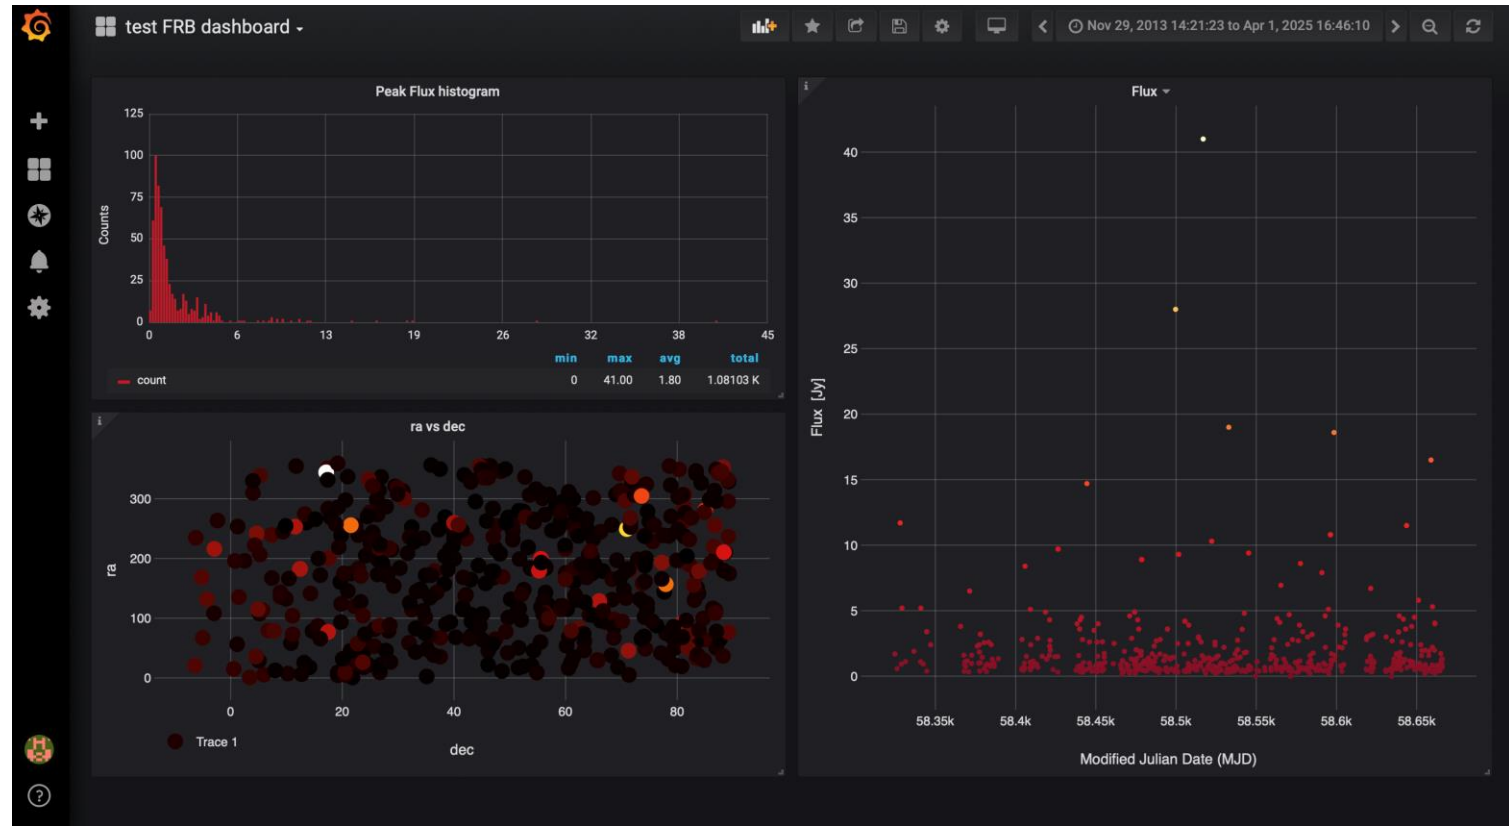 test FRB dashboard
Nov 29, 2013 14:21:23 to Apr 1, 2025 16:46:10
Peak Flux histogram
125
100
75
50
25
0
Counts
0 6 13 19 26 32 38 45
min max avg total
count 0 41.00 1.80 1.08103 K
i
ra vs dec
300
200
100
0
ra
0 20 40 60 80
Trace 1
dec
i
Flux
40
35
30
25
20
15
10
5
0
Flux [Jy]
58.35k 58.4k 58.45k 58.5k 58.55k 58.6k 58.65k
Modified Julian Date (MJD)
?